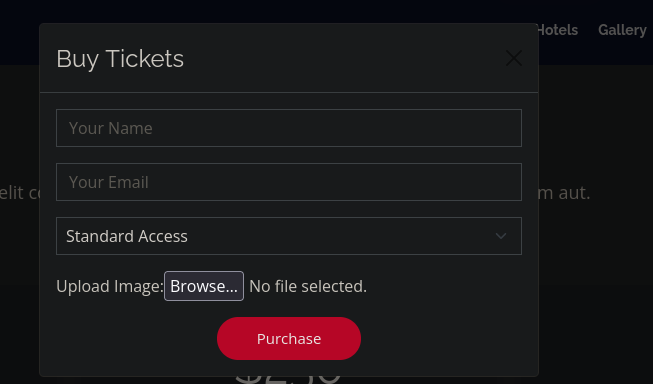 Hotels Gallery
Buy Tickets
Your Name
elit
m aut.
Your Email
Standard Access
Upload Image: Browse... No file selected.
Purchase